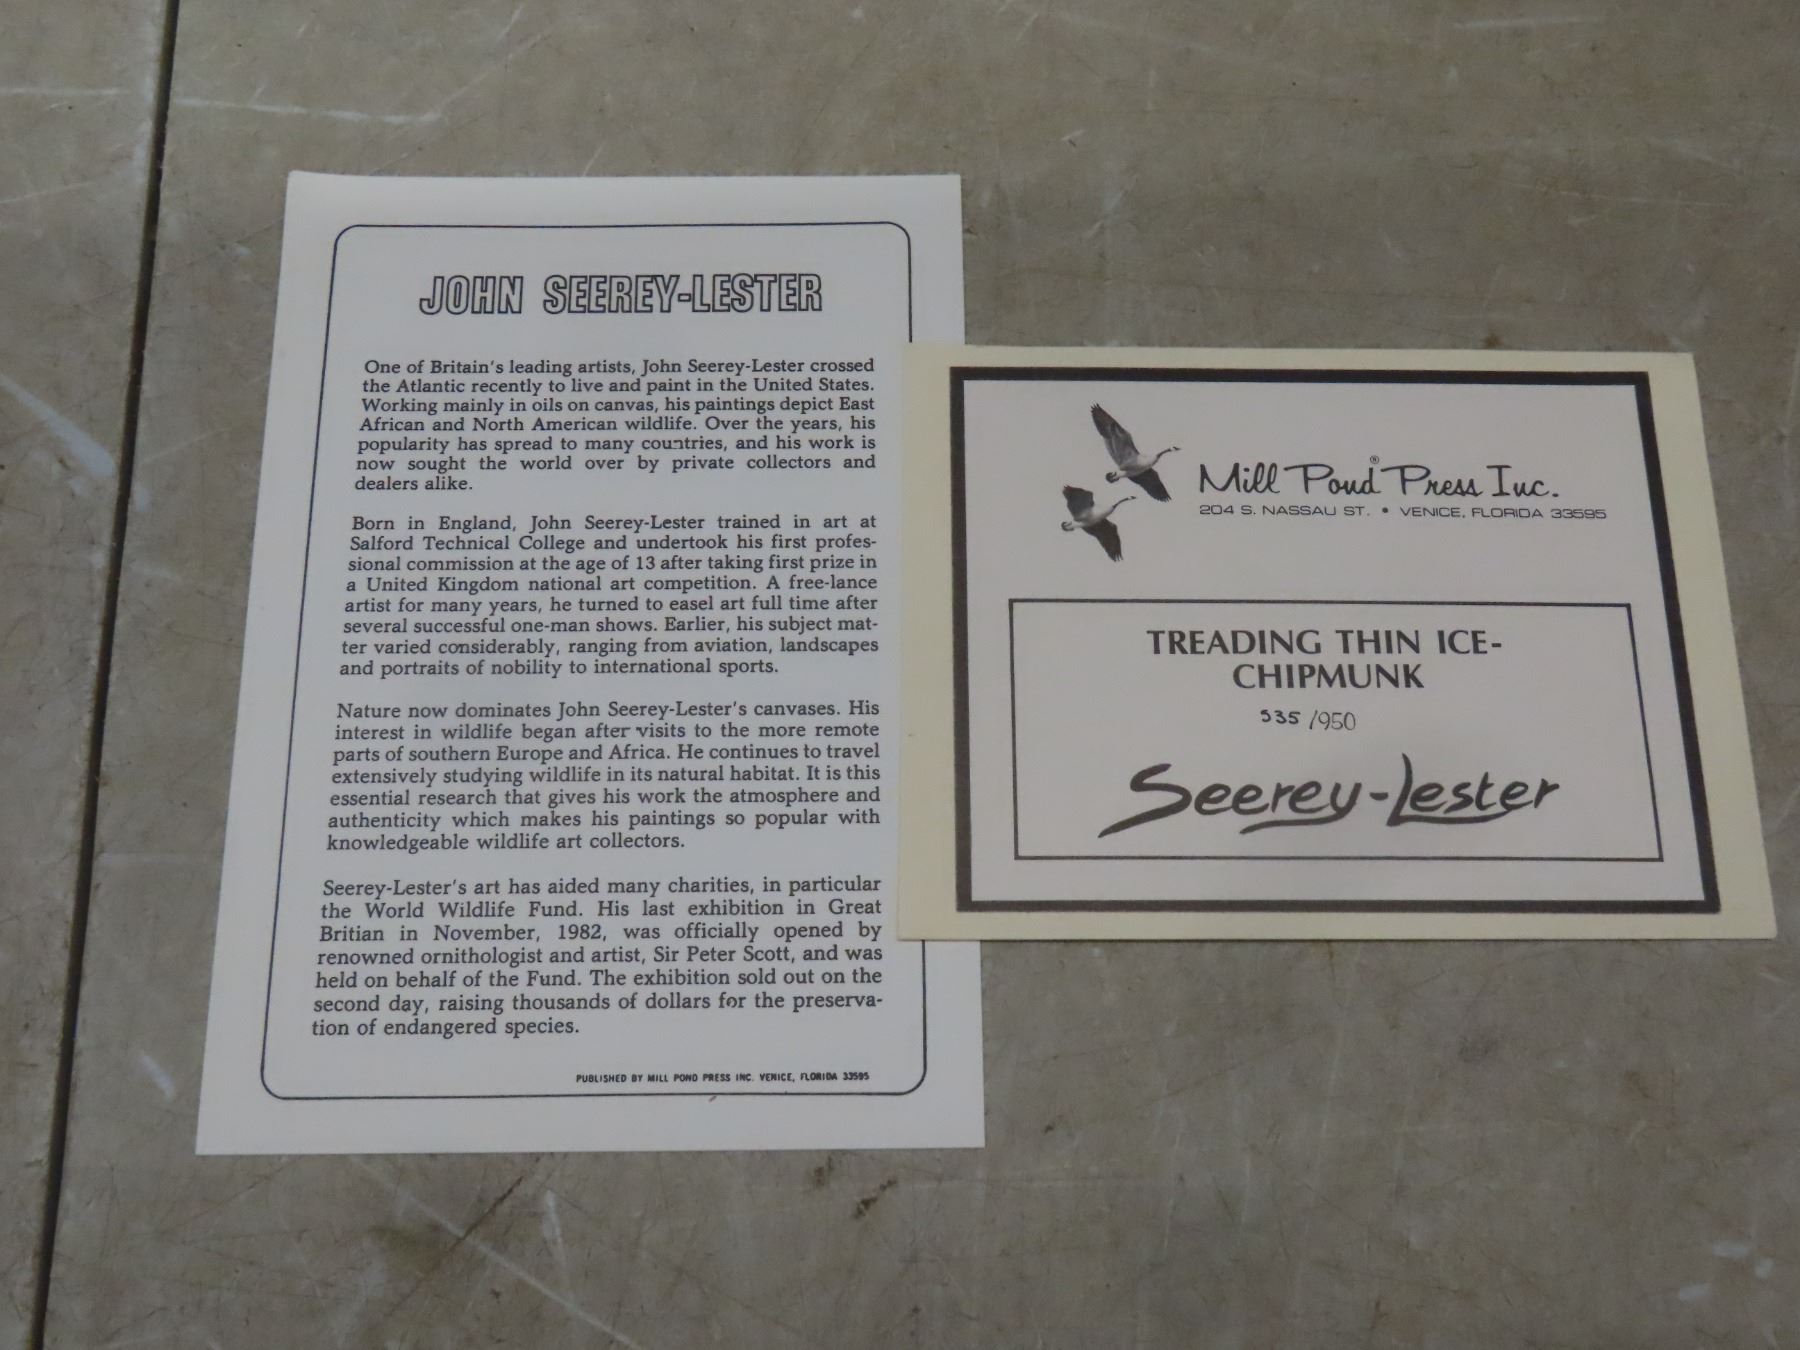 JOHN SEEREY-LESTER
One of Britain's leading artists, John Seerey-Lester crossed
the Atlantic recently to live and paint in the United States.
Working mainly in oils on canvas, his paintings depict East
African and North American wildlife. Over the years, his
popularity has spread to many countries, and his work is
now sought the world over by private collectors and
dealers alike.
Born in England, John Seerey-Lester trained in art at
Salford Technical College and undertook his first profes-
sional commission at the age of 13 after taking first prize in
a United Kingdom national art competition. A free-lance
artist for many years, he turned to easel art full time after
several successful one-man shows. Earlier, his subject mat-
ter varied considerably, ranging from aviation, landscapes
and portraits of nobility to international sports.
Nature now dominates John Seerey-Lester's canvases. His
interest in wildlife began after visits to the more remote
parts of southern Europe and Africa. He continues to travel
extensively studying wildlife in its natural habitat. It is this
essential research that gives his work the atmosphere and
authenticity which makes his paintings so popular with
knowledgeable wildlife art collectors.
Seerey-Lester's art has aided many charities, in particular
the World Wildlife Fund. His last exhibition in Great
Britian in November, 1982, was officially opened by
renowned ornithologist and artist, Sir Peter Scott, and was
held on behalf of the Fund. The exhibition sold out on the
second day, raising thousands of dollars for the preserva-
tion of endangered species.
PUBLISHED BY MILL POND PRESS INC. VENICE, FLORIDA 33595
Mill Pond® Press Inc.
204 S. NASSAU ST. • VENICE, FLORIDA 33595
TREADING THIN ICE-
CHIPMUNK
535/950
Seerey-Lester